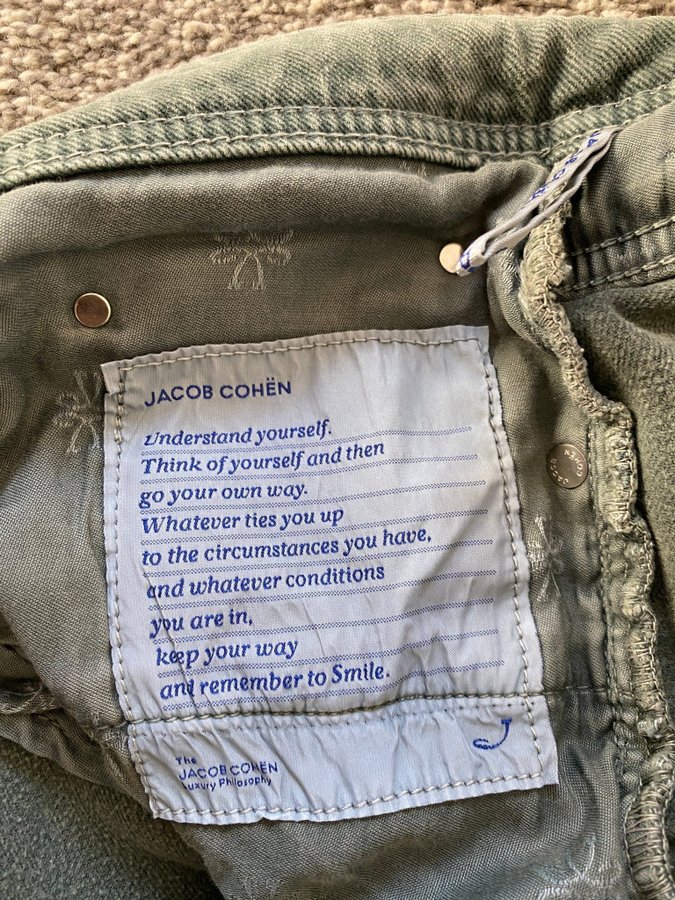 JACOB COHËN
Understand yourself.
Think of yourself and then
go your own way.
Whatever ties you up
to the circumstances you have,
and whatever conditions
you are in,
keep your way
and remember to Smile.
The
JACOB COHËN
Luxury Philosophy